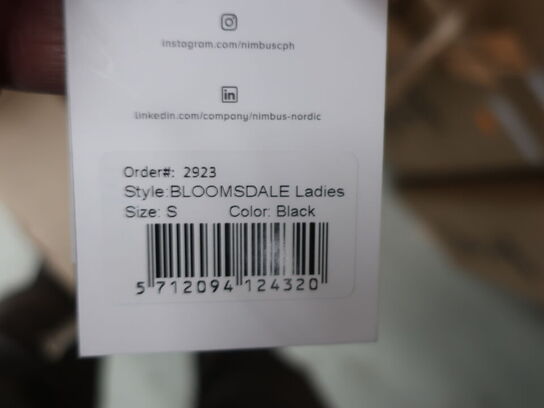 instagram.com/nimbuscph
linkedin.com/company/nimbus-nordic
Order#: 2923
Style:BLOOMSDALE Ladies
Size: S Color: Black
5 712094 124320